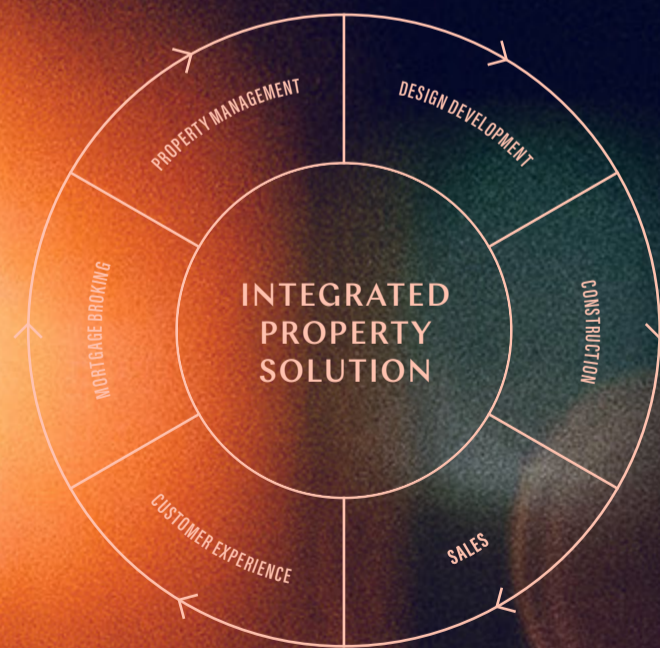 INTEGRATED
PROPERTY
SOLUTION
DESIGN DEVELOPMENT
CONSTRUCTION
SALES
CUSTOMER EXPERIENCE
MORTGAGE BROKING
PROPERTY MANAGEMENT